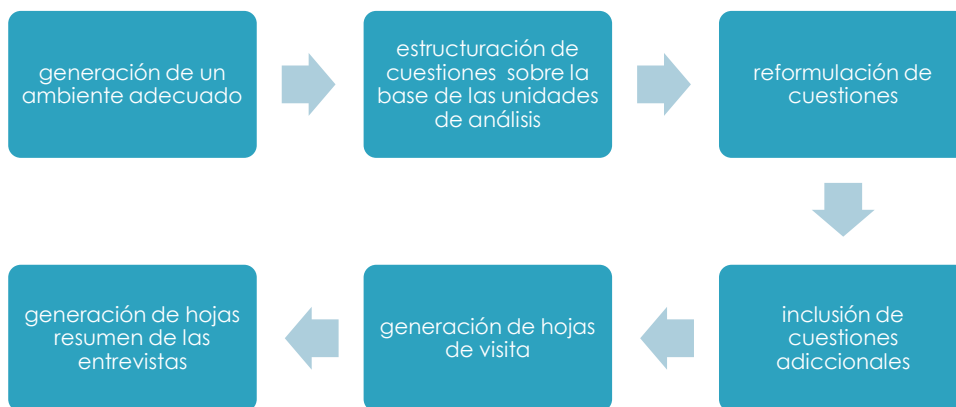 generación de un
ambiente adecuado
estructuración de
cuestiones sobre la
base de las unidades
de análisis
reformulación de
cuestiones
inclusión de
cuestiones
adiccionales
generación de hojas
de visita
generación de hojas
resumen de las
entrevistas